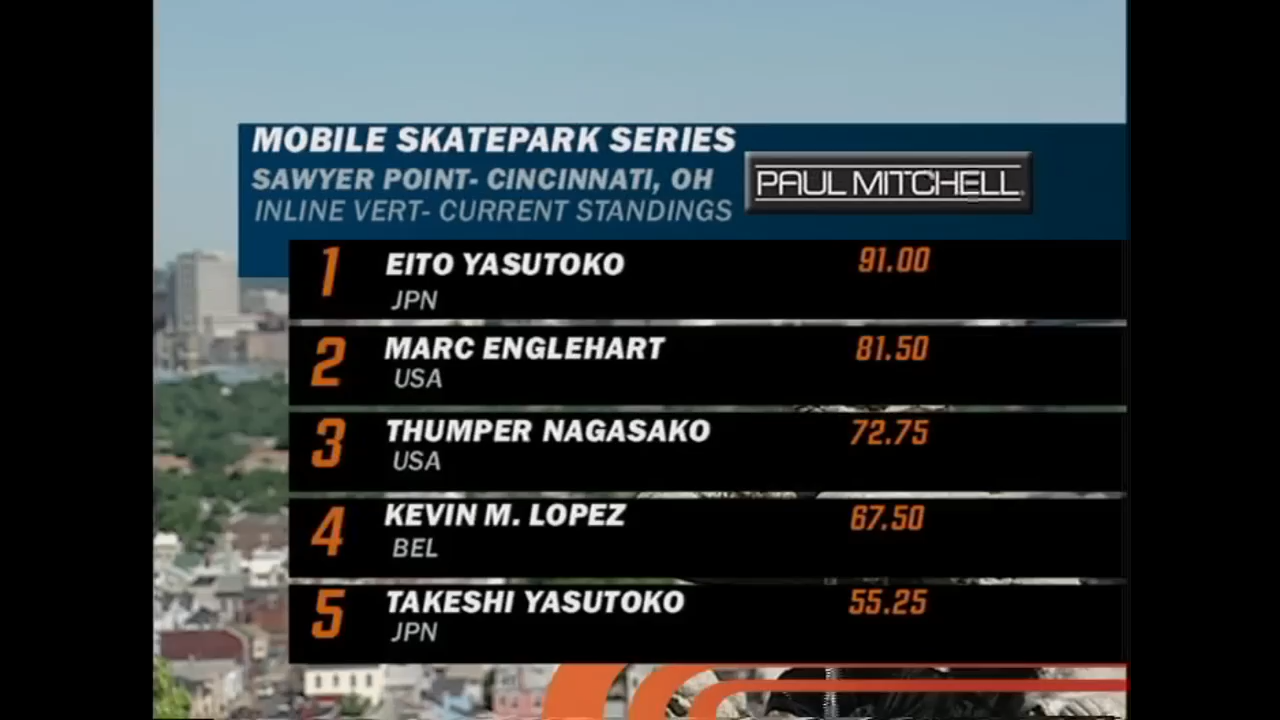 MOBILE SKATEPARK SERIES
SAWYER POINT- CINCINNATI, OH
INLINE VERT- CURRENT STANDINGS
PAUL MITCHELL
1 EITO YASUTOKO 91.00
JPN
2 MARC ENGLEHART 81.50
USA
3 THUMPER NAGASAKO 72.75
USA
4 KEVIN M. LOPEZ 67.50
BEL
5 TAKESHI YASUTOKO 55.25
JPN